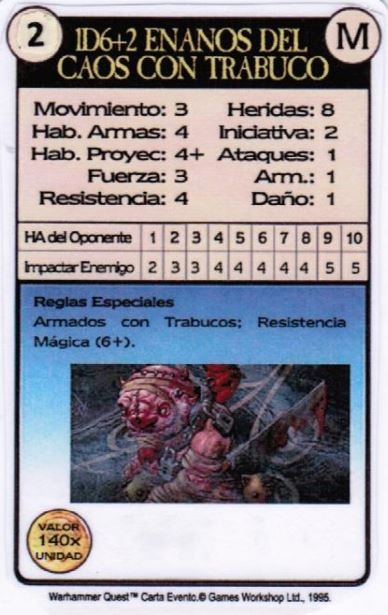 2
1D6+2 ENANOS DEL
CAOS CON TRABUCO
M
Movimiento: 3 Heridas: 8
Hab. Armas: 4 Iniciativa: 2
Hab. Proyec: 4+ Ataques: 1
Fuerza: 3 Arm.: 1
Resistencia: 4 Daño: 1
HA del Oponente 1 2 3 4 5 6 7 8 9 10
Impactar Enemigo 2 3 3 4 4 4 4 4 5 5
Reglas Especiales
Armados con Trabucos; Resistencia
Mágica (6+).
VALOR
140x
UNIDAD
Warhammer Quest™ Carta Evento.© Games Workshop Ltd., 1995.